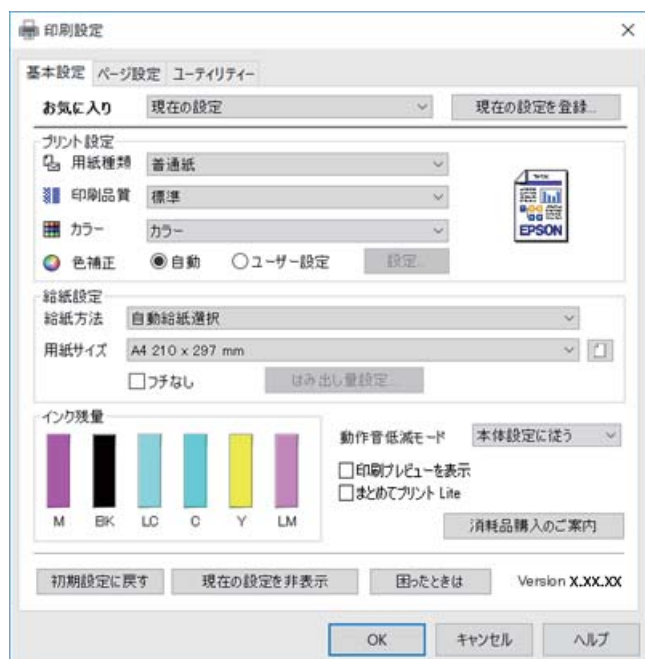 印刷設定
基本設定 ページ設定 ユーティリティー
お気に入り 現在の設定 現在の設定を登録...
プリント設定
用紙種類 普通紙
印刷品質 標準
カラー カラー
色補正 自動 ユーザー設定 設定...
EPSON
給紙設定
給紙方法 自動給紙選択
用紙サイズ A4 210 x 297 mm
フチなし はみ出し量設定...
インク残量
動作音低減モード 本体設定に従う
印刷プレビューを表示
まとめてプリント Lite
M BK LC C Y LM
消耗品購入のご案内
初期設定に戻す 現在の設定を非表示 困ったときは Version X.XX.XX
OK キャンセル ヘルプ